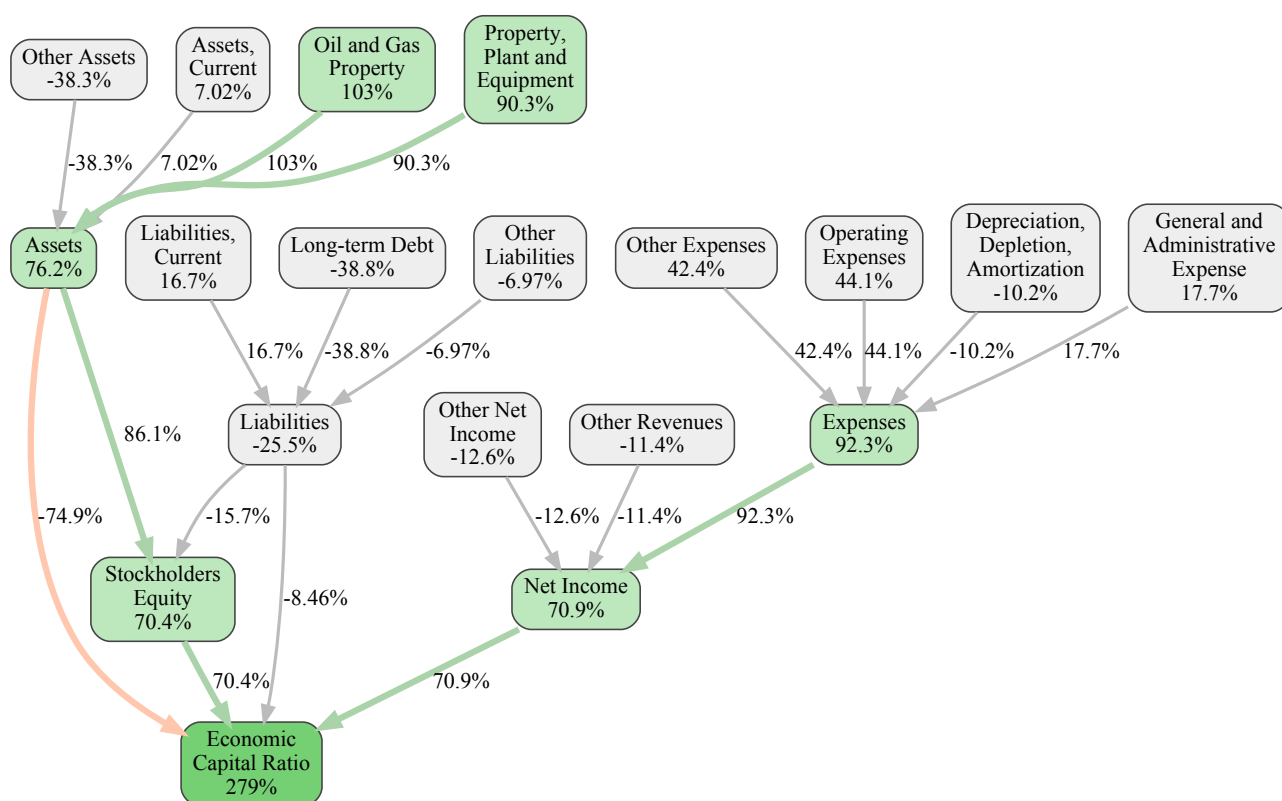 Other Assets
-38.3%
Assets,
Current
7.02%
Oil and Gas
Property
103%
Property,
Plant and
Equipment
90.3%
-38.3%
7.02%
103%
90.3%
Assets
76.2%
Liabilities,
Current
16.7%
Long-term Debt
-38.8%
Other
Liabilities
-6.97%
Other Expenses
42.4%
Operating
Expenses
44.1%
Depreciation,
Depletion,
Amortization
-10.2%
General and
Administrative
Expense
17.7%
16.7%
-38.8%
-6.97%
42.4%
44.1%
-10.2%
17.7%
86.1%
Liabilities
-25.5%
Other Net
Income
-12.6%
Other Revenues
-11.4%
Expenses
92.3%
-74.9%
-15.7%
-12.6%
-11.4%
92.3%
Stockholders
Equity
70.4%
-8.46%
Net Income
70.9%
70.4%
70.9%
Economic
Capital Ratio
279%